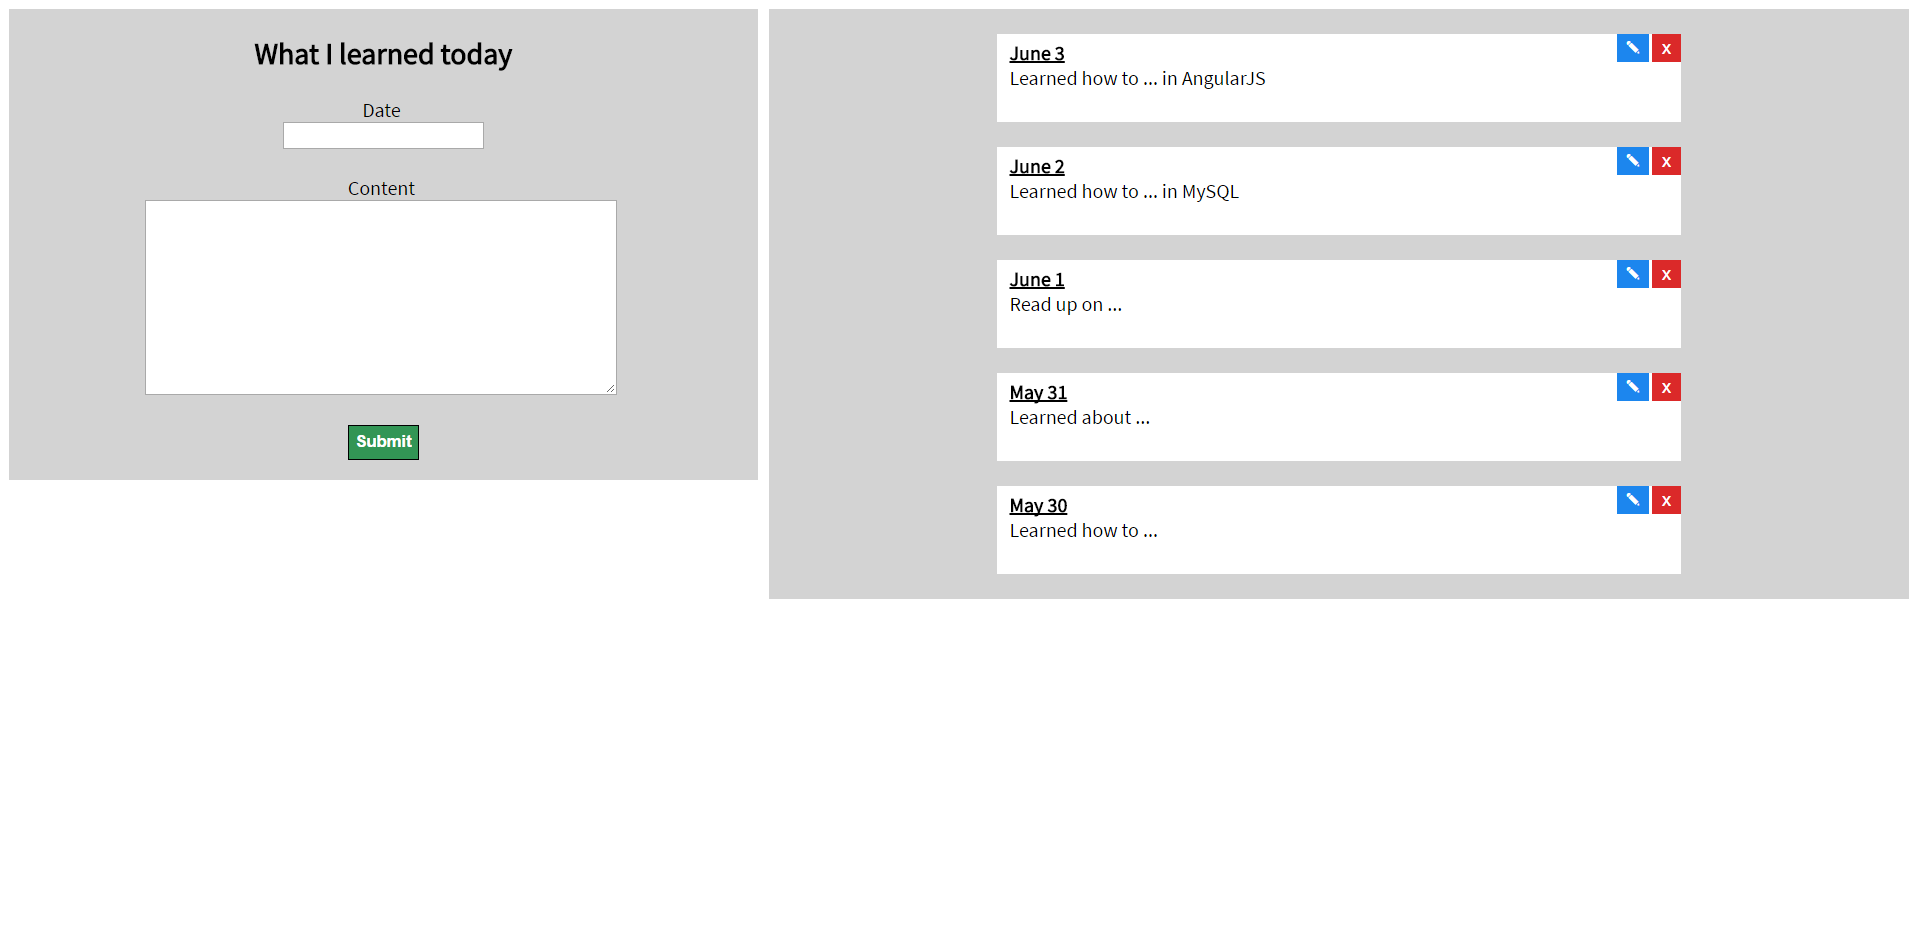 What I learned today
Date
Content
Submit
June 3
x
Learned how to ... in AngularJS
June 2
x
Learned how to ... in MySQL
June 1
x
Read up on ...
May 31
x
Learned about ...
May 30
x
Learned how to ...